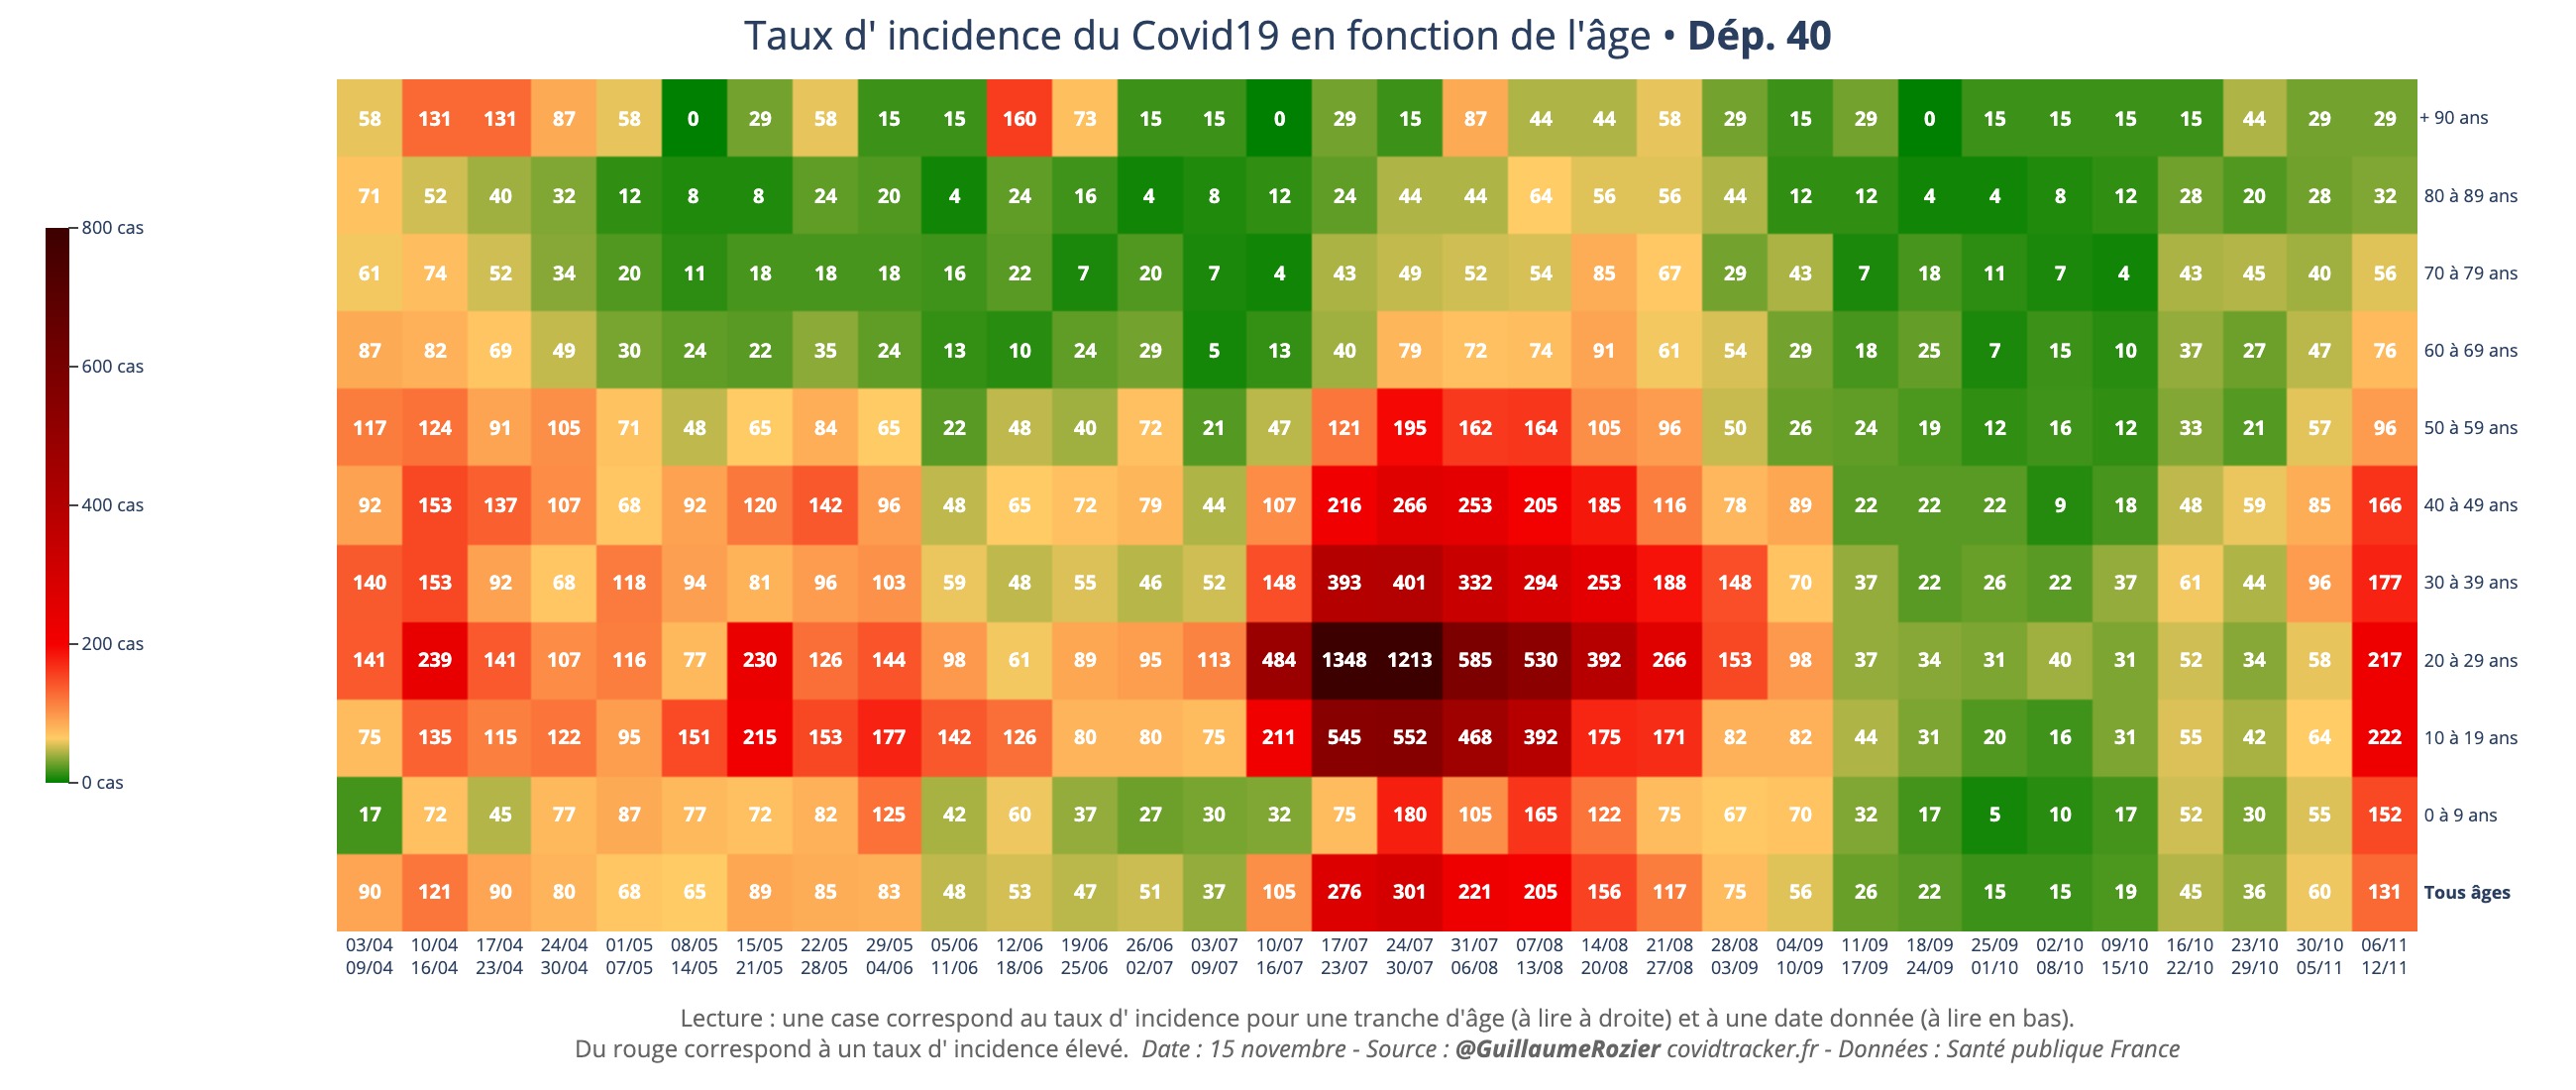 Taux d' incidence du Covid19 en fonction de l'âge • Dép. 40
58 131 131 87 58 0 29 58 15 15 160 73 15 15 0 29 15 87 44 44 58 29 15 29 0 15 15 15 15 44 29 29 + 90 ans
71 52 40 32 12 8 8 24 20 4 24 16 4 8 12 24 44 44 64 56 56 44 12 12 4 4 8 12 28 20 28 32 80 à 89 ans
61 74 52 34 20 11 18 18 18 16 22 7 20 7 4 43 49 52 54 85 67 29 43 7 18 11 7 4 43 45 40 56 70 à 79 ans
87 82 69 49 30 24 22 35 24 13 10 24 29 5 13 40 79 72 74 91 61 54 29 18 25 7 15 10 37 27 47 76 60 à 69 ans
117 124 91 105 71 48 65 84 65 22 48 40 72 21 47 121 195 162 164 105 96 50 26 24 19 12 16 12 33 21 57 96 50 à 59 ans
92 153 137 107 68 92 120 142 96 48 65 72 79 44 107 216 266 253 205 185 116 78 89 22 22 22 9 18 48 59 85 166 40 à 49 ans
140 153 92 68 118 94 81 96 103 59 48 55 46 52 148 393 401 332 294 253 188 148 70 37 22 26 22 37 61 44 96 177 30 à 39 ans
141 239 141 107 116 77 230 126 144 98 61 89 95 113 484 1348 1213 585 530 392 266 153 98 37 34 31 40 31 52 34 58 217 20 à 29 ans
75 135 115 122 95 151 215 153 177 142 126 80 80 75 211 545 552 468 392 175 171 82 82 44 31 20 16 31 55 42 64 222 10 à 19 ans
17 72 45 77 87 77 72 82 125 42 60 37 27 30 32 75 180 105 165 122 75 67 70 32 17 5 10 17 52 30 55 152 0 à 9 ans
90 121 90 80 68 65 89 85 83 48 53 47 51 37 105 276 301 221 205 156 117 75 56 26 22 15 15 19 45 36 60 131 Tous âges
03/04 10/04 17/04 24/04 01/05 08/05 15/05 22/05 29/05 05/06 12/06 19/06 26/06 03/07 10/07 17/07 24/07 31/07 07/08 14/08 21/08 28/08 04/09 11/09 18/09 25/09 02/10 09/10 16/10 23/10 30/10 06/11
09/04 16/04 23/04 30/04 07/05 14/05 21/05 28/05 04/06 11/06 18/06 25/06 02/07 09/07 16/07 23/07 30/07 06/08 13/08 20/08 27/08 03/09 10/09 17/09 24/09 01/10 08/10 15/10 22/10 29/10 05/11 12/11
800 cas
600 cas
400 cas
200 cas
0 cas
Lecture : une case correspond au taux d' incidence pour une tranche d'âge (à lire à droite) et à une date donnée (à lire en bas).
Du rouge correspond à un taux d' incidence élevé. Date : 15 novembre - Source : @GuillaumeRozier covidtracker.fr - Données : Santé publique France